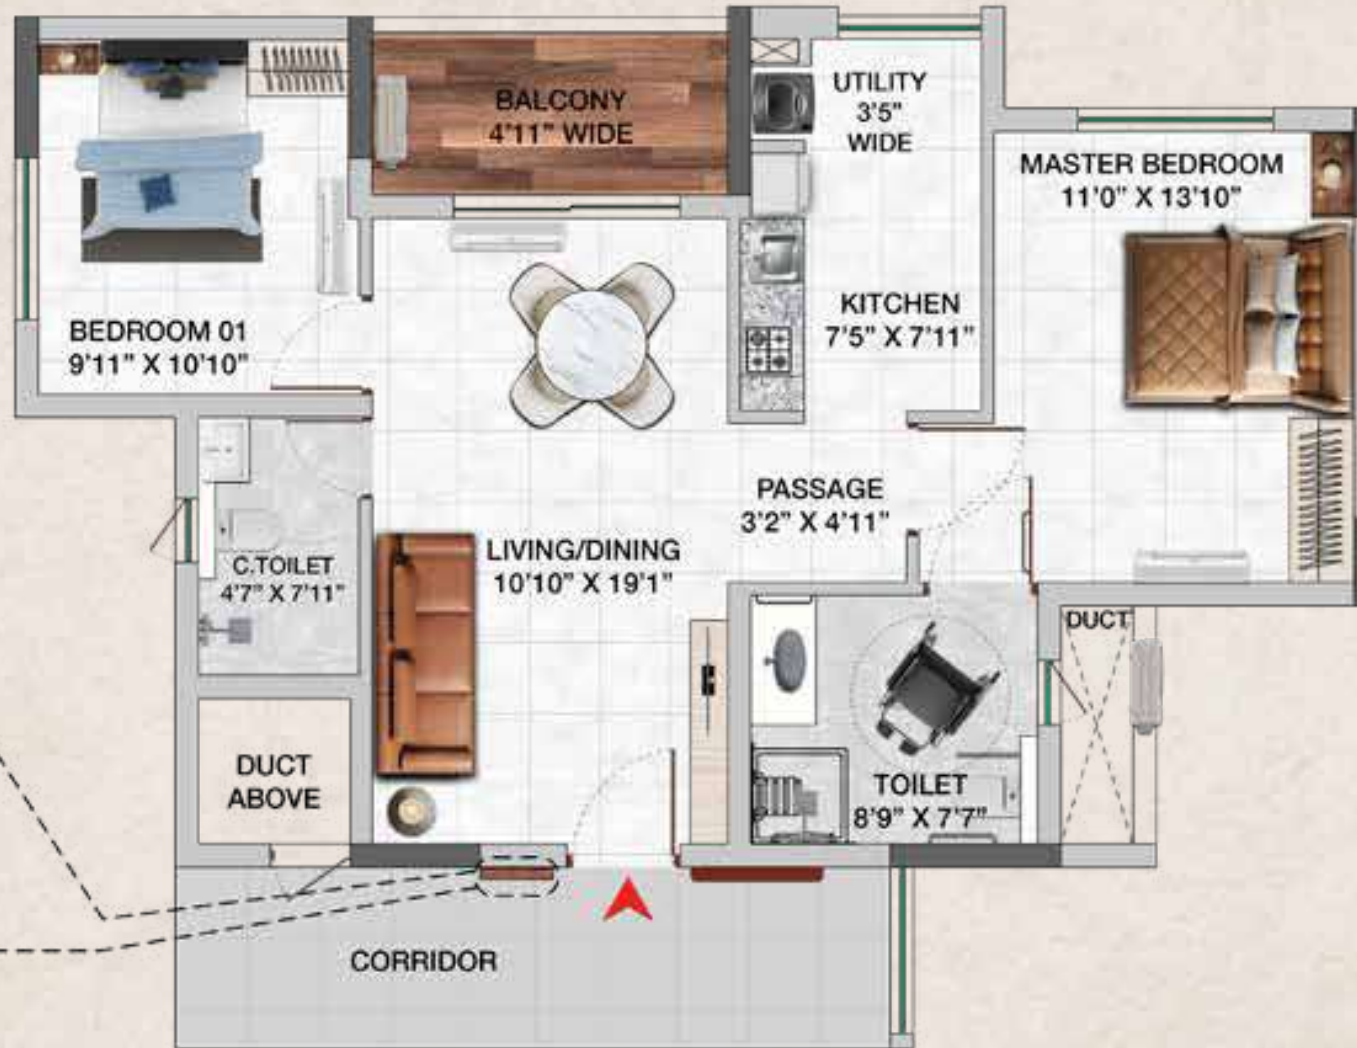 BALCONY
4'11" WIDE
UTILITY
3'5"
WIDE
MASTER BEDROOM
11'0" X 13'10"
BEDROOM 01
9'11" X 10'10"
KITCHEN
7'5" X 7'11"
PASSAGE
3'2" X 4'11"
LIVING/DINING
10'10" X 19'1"
C.TOILET
4'7" X 7'11"
DUCT
DUCT
ABOVE
TOILET
8'9" X 7'7"
CORRIDOR